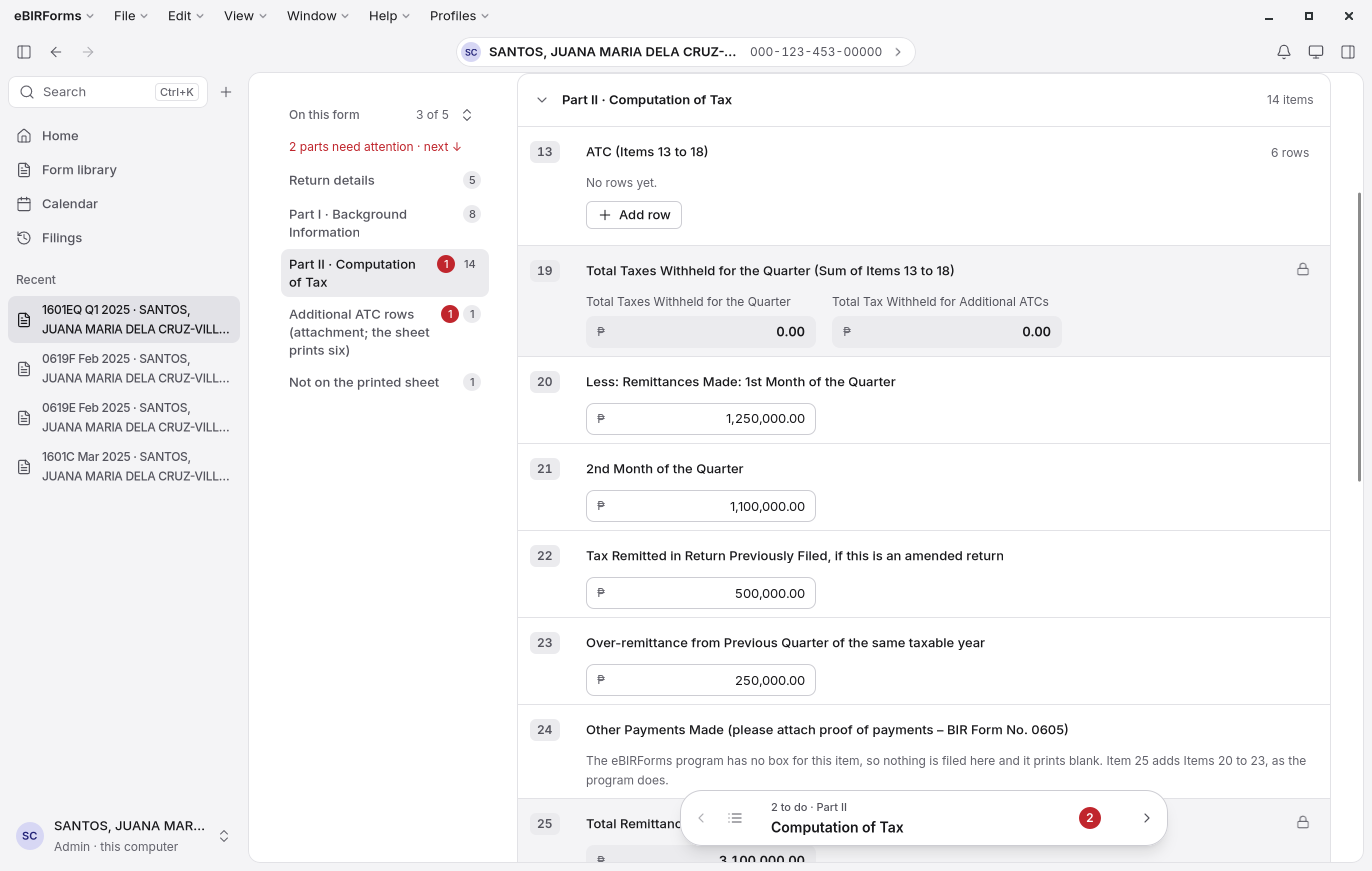 eBIRForms File Edit View Window Help Profiles
SC SANTOS, JUANA MARIA DELA CRUZ-... 000-123-453-00000
Search Ctrl+K
Home
Form library
Calendar
Filings
Recent
1601EQ Q1 2025 · SANTOS,
JUANA MARIA DELA CRUZ-VILL...
0619F Feb 2025 · SANTOS,
JUANA MARIA DELA CRUZ-VILL...
0619E Feb 2025 · SANTOS,
JUANA MARIA DELA CRUZ-VILL...
1601C Mar 2025 · SANTOS,
JUANA MARIA DELA CRUZ-VILL...
SC SANTOS, JUANA MAR...
Admin · this computer
On this form 3 of 5
2 parts need attention · next ↓
Return details 5
Part I · Background 8
Information
Part II · Computation 1 14
of Tax
Additional ATC rows 1 1
(attachment; the sheet
prints six)
Not on the printed sheet 1
Part II · Computation of Tax 14 items
13 ATC (Items 13 to 18) 6 rows
No rows yet.
Add row
19 Total Taxes Withheld for the Quarter (Sum of Items 13 to 18)
Total Taxes Withheld for the Quarter Total Tax Withheld for Additional ATCs
₱ 0.00 ₱ 0.00
20 Less: Remittances Made: 1st Month of the Quarter
₱ 1,250,000.00
21 2nd Month of the Quarter
₱ 1,100,000.00
22 Tax Remitted in Return Previously Filed, if this is an amended return
₱ 500,000.00
23 Over-remittance from Previous Quarter of the same taxable year
₱ 250,000.00
24 Other Payments Made (please attach proof of payments – BIR Form No. 0605)
The eBIRForms program has no box for this item, so nothing is filed here and it prints blank. Item 25 adds Items 20 to 23, as the
program does.
25 Total Remittanc
₱ 3,100,000.00
2 to do · Part II
Computation of Tax 2